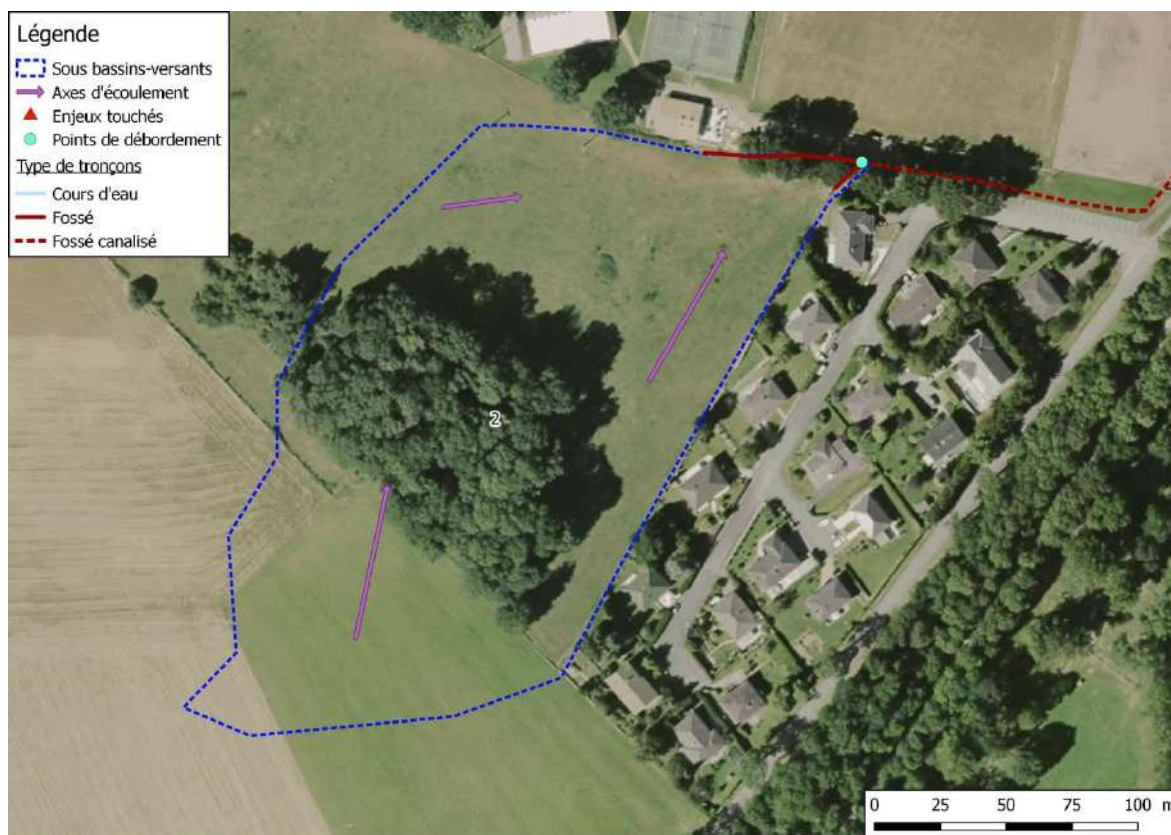 Légende
Sous bassins-versants
Axes d'écoulement
Enjeux touchés
Points de débordement
Type de tronçons
Cours d'eau
Fossé
Fossé canalisé
2
0 25 50 75 100 m